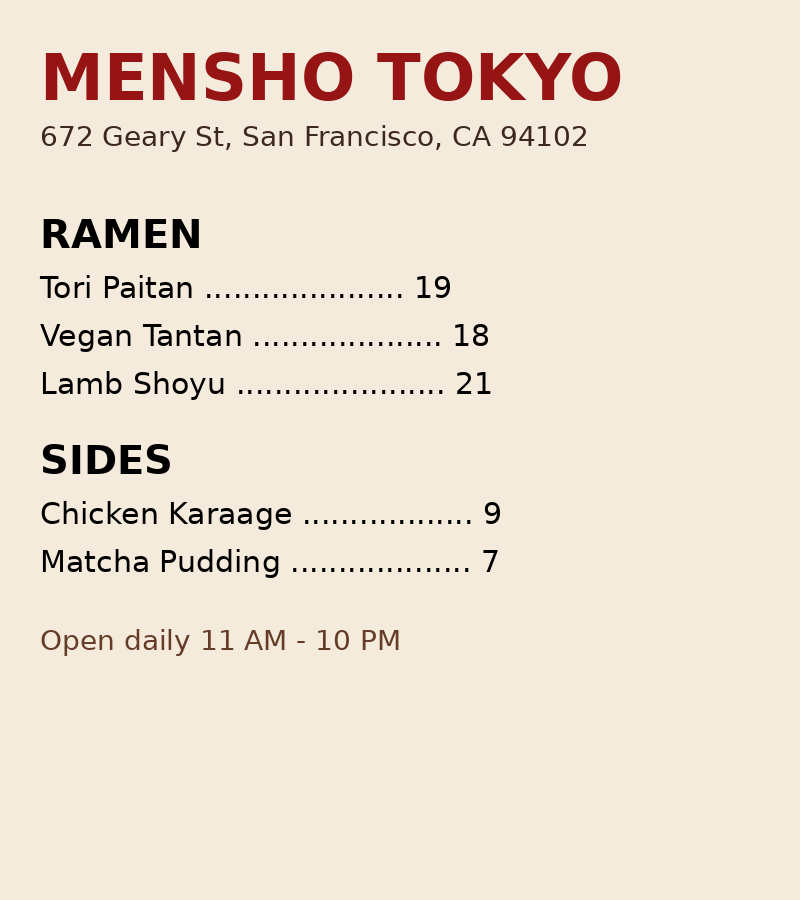 MENSHO TOKYO
672 Geary St, San Francisco, CA 94102
RAMEN
Tori Paitan ..................... 19
Vegan Tantan .................... 18
Lamb Shoyu ...................... 21
SIDES
Chicken Karaage .................. 9
Matcha Pudding ................... 7
Open daily 11 AM - 10 PM